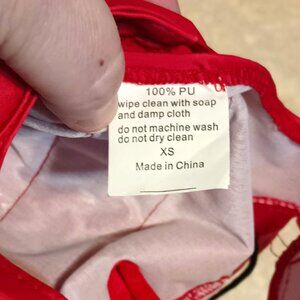 100% PU
wipe clean with soap
and damp cloth
do not machine wash
do not dry clean
XS
Made in China